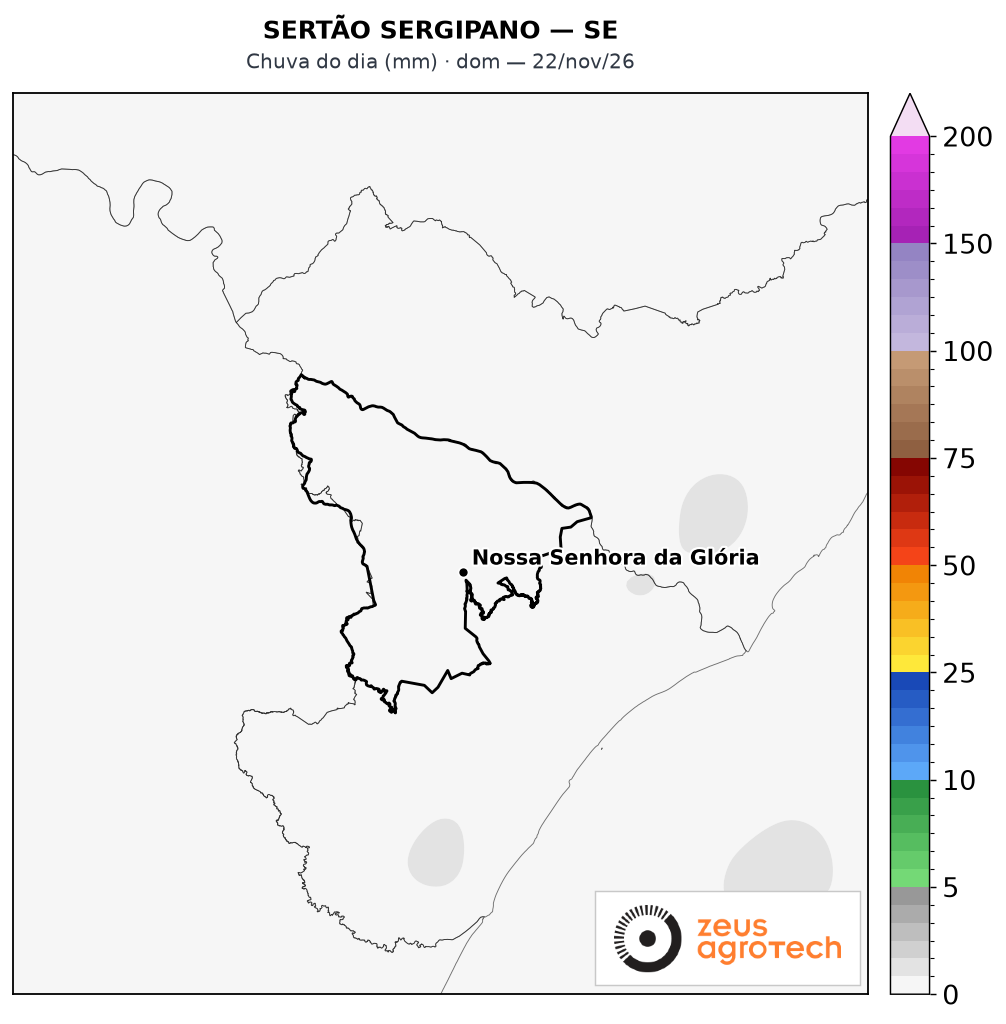 SERTÃO SERGIPANO — SE
Chuva do dia (mm) · dom — 22/nov/26
200
150
100
75
50
25
10
5
0
Nossa Senhora da Glória
zeus
agrotech